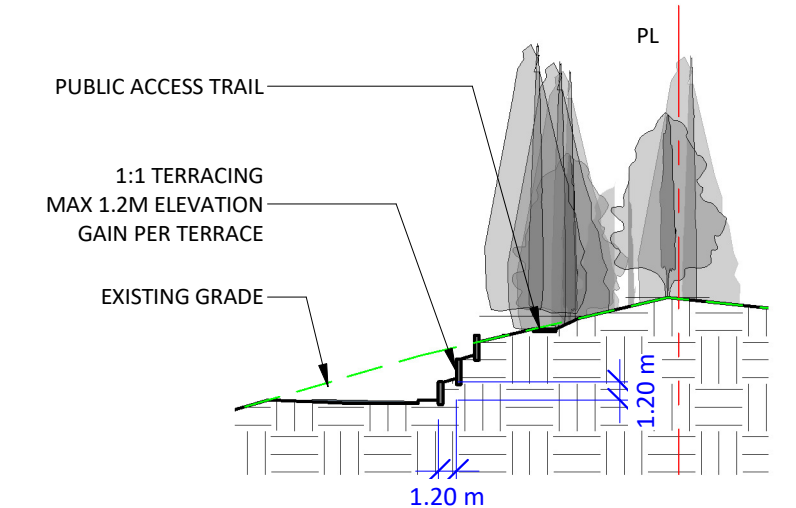 PL
PUBLIC ACCESS TRAIL
1:1 TERRACING
MAX 1.2M ELEVATION
GAIN PER TERRACE
EXISTING GRADE
1.20 m
1.20 m